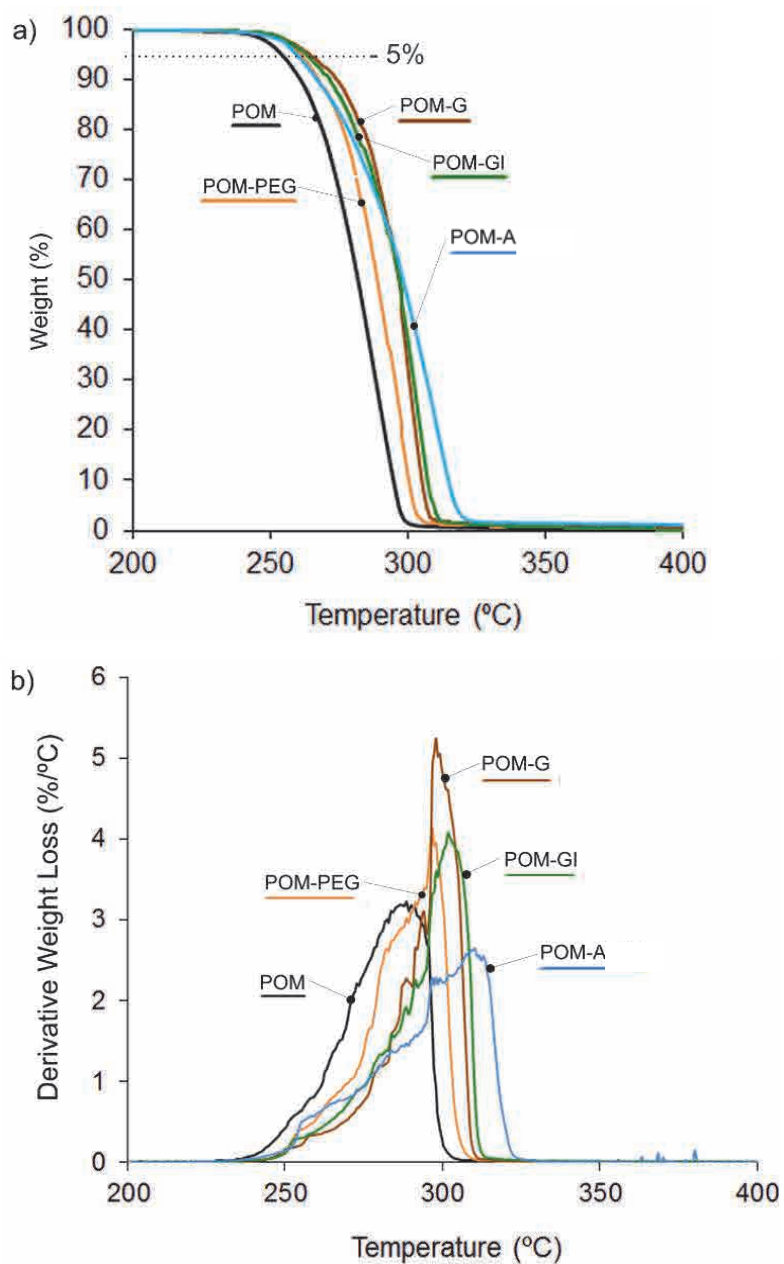 a)
100
90
80
70
60
50
40
30
20
10
0
Weight (%)
5%
POM
POM-G
POM-GI
POM-PEG
POM-A
200
250
300
350
400
Temperature (ºC)
b)
6
5
4
3
2
1
0
Derivative Weight Loss (%/ºC)
POM-G
POM-GI
POM-PEG
POM-A
POM
200
250
300
350
400
Temperature (ºC)